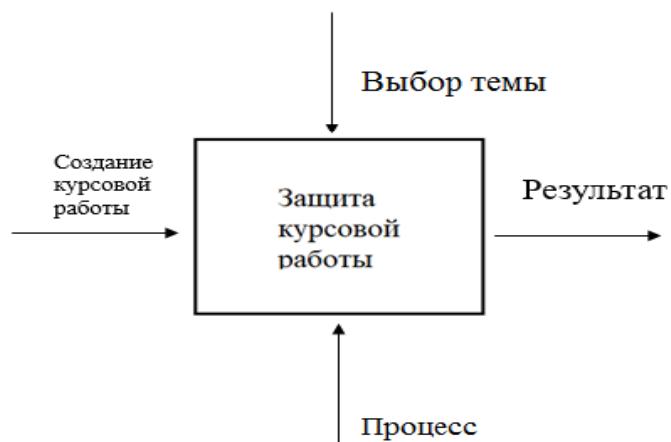 Выбор темы
Создание
курсовой
работы
Защита
курсовой
работы
Результат
Процесс